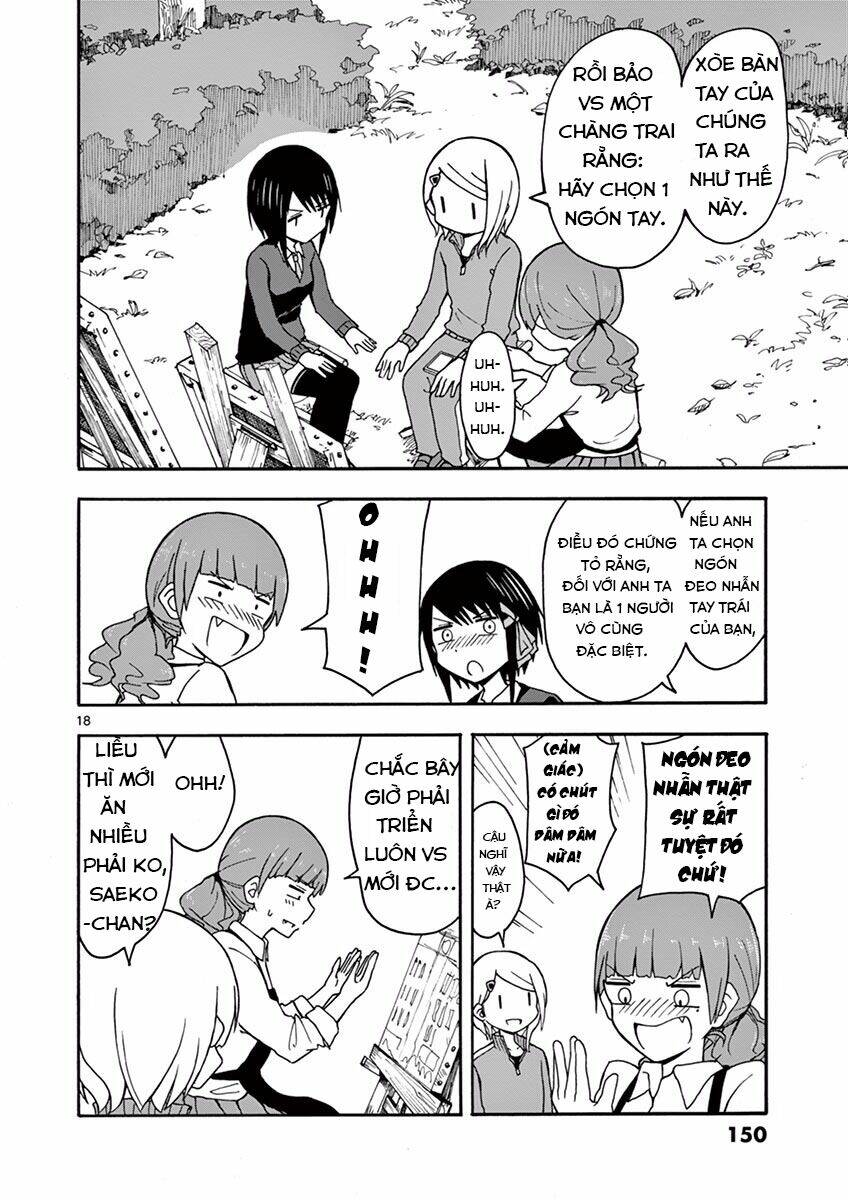 XÒE BÀN
TAY CỦA
CHÚNG
TA RA
NHƯ THẾ
NÀY.
RỒI BẢO
VS MỘT
CHÀNG TRAI
RẰNG:
HÃY CHỌN 1
NGÓN TAY.
UH-
HUH.
UH-
HUH.
NẾU ANH
TA CHỌN
NGÓN
ĐEO NHẪN
TAY TRÁI
CỦA BẠN,
ĐIỀU ĐÓ CHỨNG
TỎ RẰNG,
ĐỐI VỚI ANH TA
BẠN LÀ 1 NGƯỜI
VÔ CÙNG
ĐẶC BIỆT.
OHHH!
18
NGÓN ĐEO
NHẪN THẬT
SỰ RẤT
TUYỆT ĐÓ
CHỨ!
(CẢM
GIÁC)
CÓ CHÚT
GÌ ĐÓ
DÂM DÂM
NỮA!
CẬU
NGHĨ
VẬY THẬT
À?
CHẮC BÂY
GIỜ PHẢI
TRIỂN
LUÔN VS
MỚI ĐC...
OHH!
LIỀU
THÌ MỚI
ĂN
NHIỀU
PHẢI KO,
SAEKO
-CHAN?
150